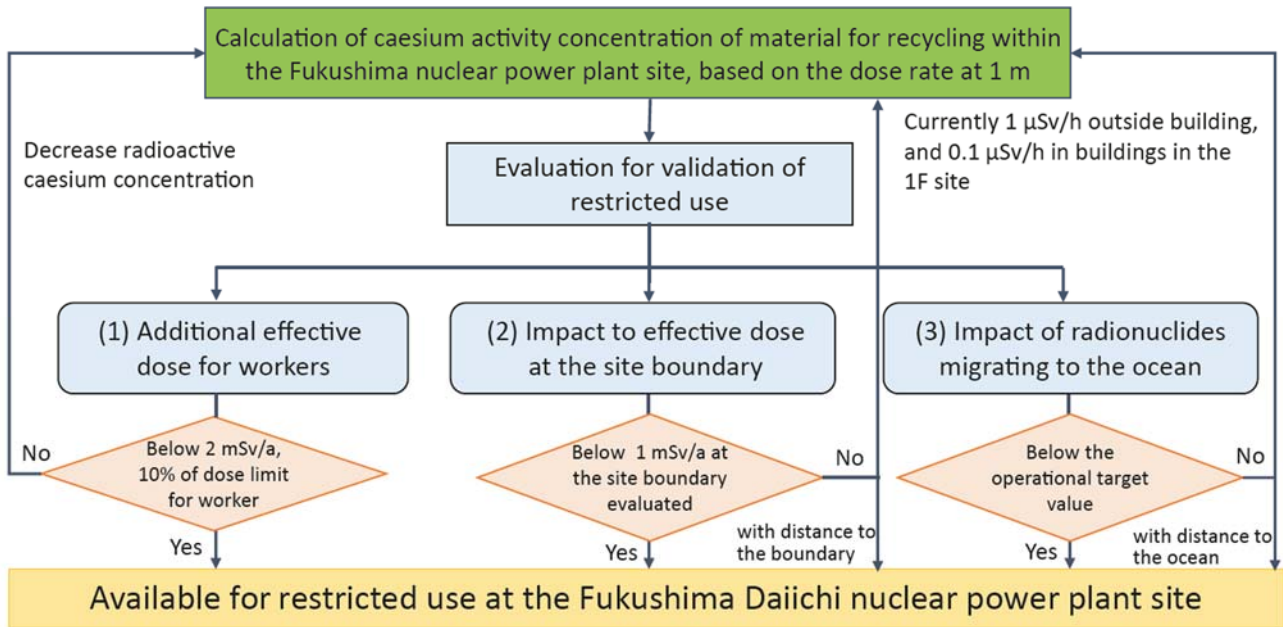 Calculation of caesium activity concentration of material for recycling within
the Fukushima nuclear power plant site, based on the dose rate at 1 m
Decrease radioactive
caesium concentration
Currently 1 µSv/h outside building,
and 0.1 µSv/h in buildings in the
1F site
Evaluation for validation of
restricted use
(1) Additional effective
dose for workers
(2) Impact to effective dose
at the site boundary
(3) Impact of radionuclides
migrating to the ocean
No
Below 2 mSv/a,
10% of dose limit
for worker
Yes
Below 1 mSv/a at
the site boundary
evaluated
No
with distance to
the boundary
Yes
Below the
operational target
value
No
with distance to
the ocean
Yes
Available for restricted use at the Fukushima Daiichi nuclear power plant site